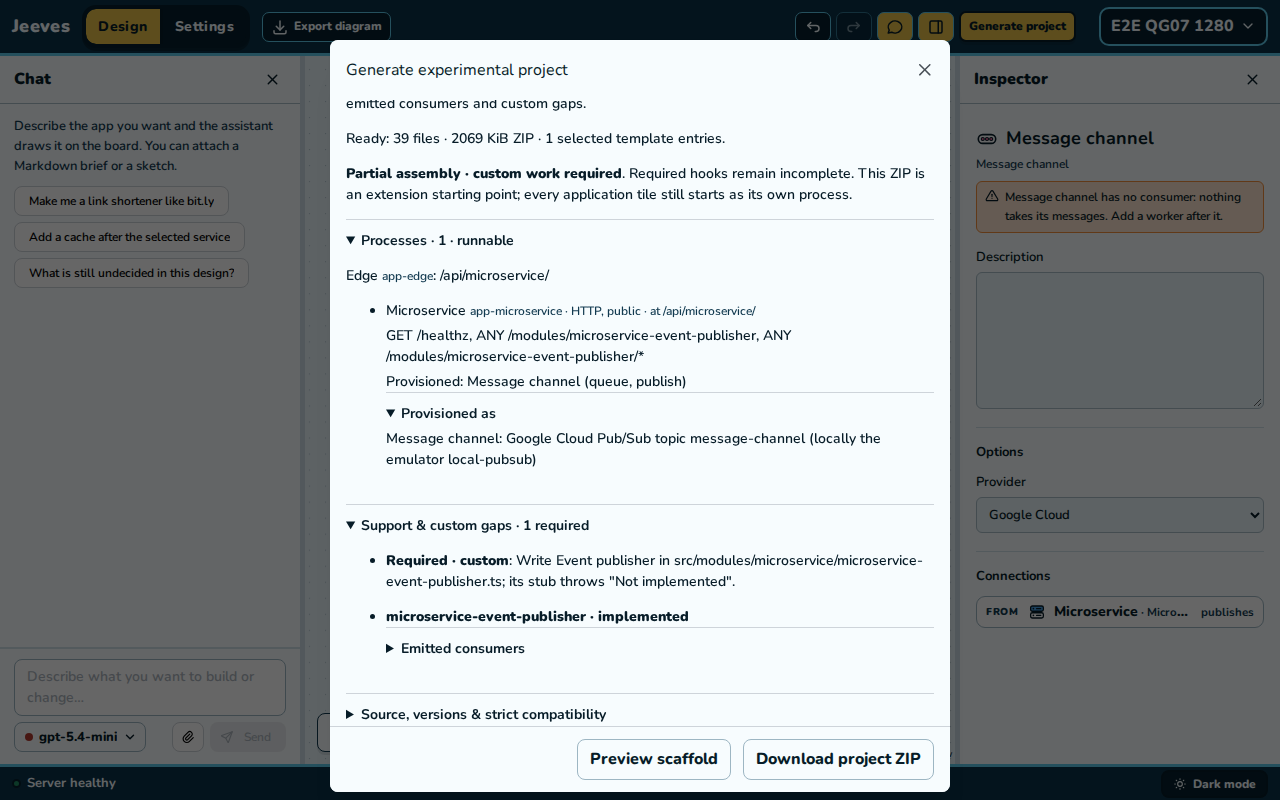 Jeeves
Design
Settings
Export diagram
Generate project
E2E QG07 1280
Chat
Describe the app you want and the assistant
draws it on the board. You can attach a
Markdown brief or a sketch.
Make me a link shortener like bit.ly
Add a cache after the selected service
What is still undecided in this design?
Describe what you want to build or
change...
gpt-5.4-mini
Send
Server healthy
Generate experimental project
emitted consumers and custom gaps.
Ready: 39 files · 2069 KiB ZIP · 1 selected template entries.
Partial assembly · custom work required. Required hooks remain incomplete. This ZIP is
an extension starting point; every application tile still starts as its own process.
Processes · 1 · runnable
Edge app-edge: /api/microservice/
Microservice app-microservice · HTTP, public · at /api/microservice/
GET /healthz, ANY /modules/microservice-event-publisher, ANY
/modules/microservice-event-publisher/*
Provisioned: Message channel (queue, publish)
Provisioned as
Message channel: Google Cloud Pub/Sub topic message-channel (locally the
emulator local-pubsub)
Support & custom gaps · 1 required
Required · custom: Write Event publisher in src/modules/microservice/microservice-
event-publisher.ts; its stub throws "Not implemented".
microservice-event-publisher · implemented
Emitted consumers
Source, versions & strict compatibility
Preview scaffold
Download project ZIP
Inspector
Message channel
Message channel
Message channel has no consumer: nothing
takes its messages. Add a worker after it.
Description
Options
Provider
Google Cloud
Connections
FROM Microservice · Micro... publishes
Dark mode